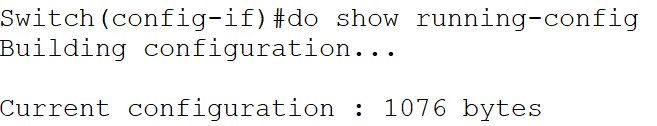 Switch(config-if)#do show running-config
Building configuration...
Current configuration : 1076 bytes